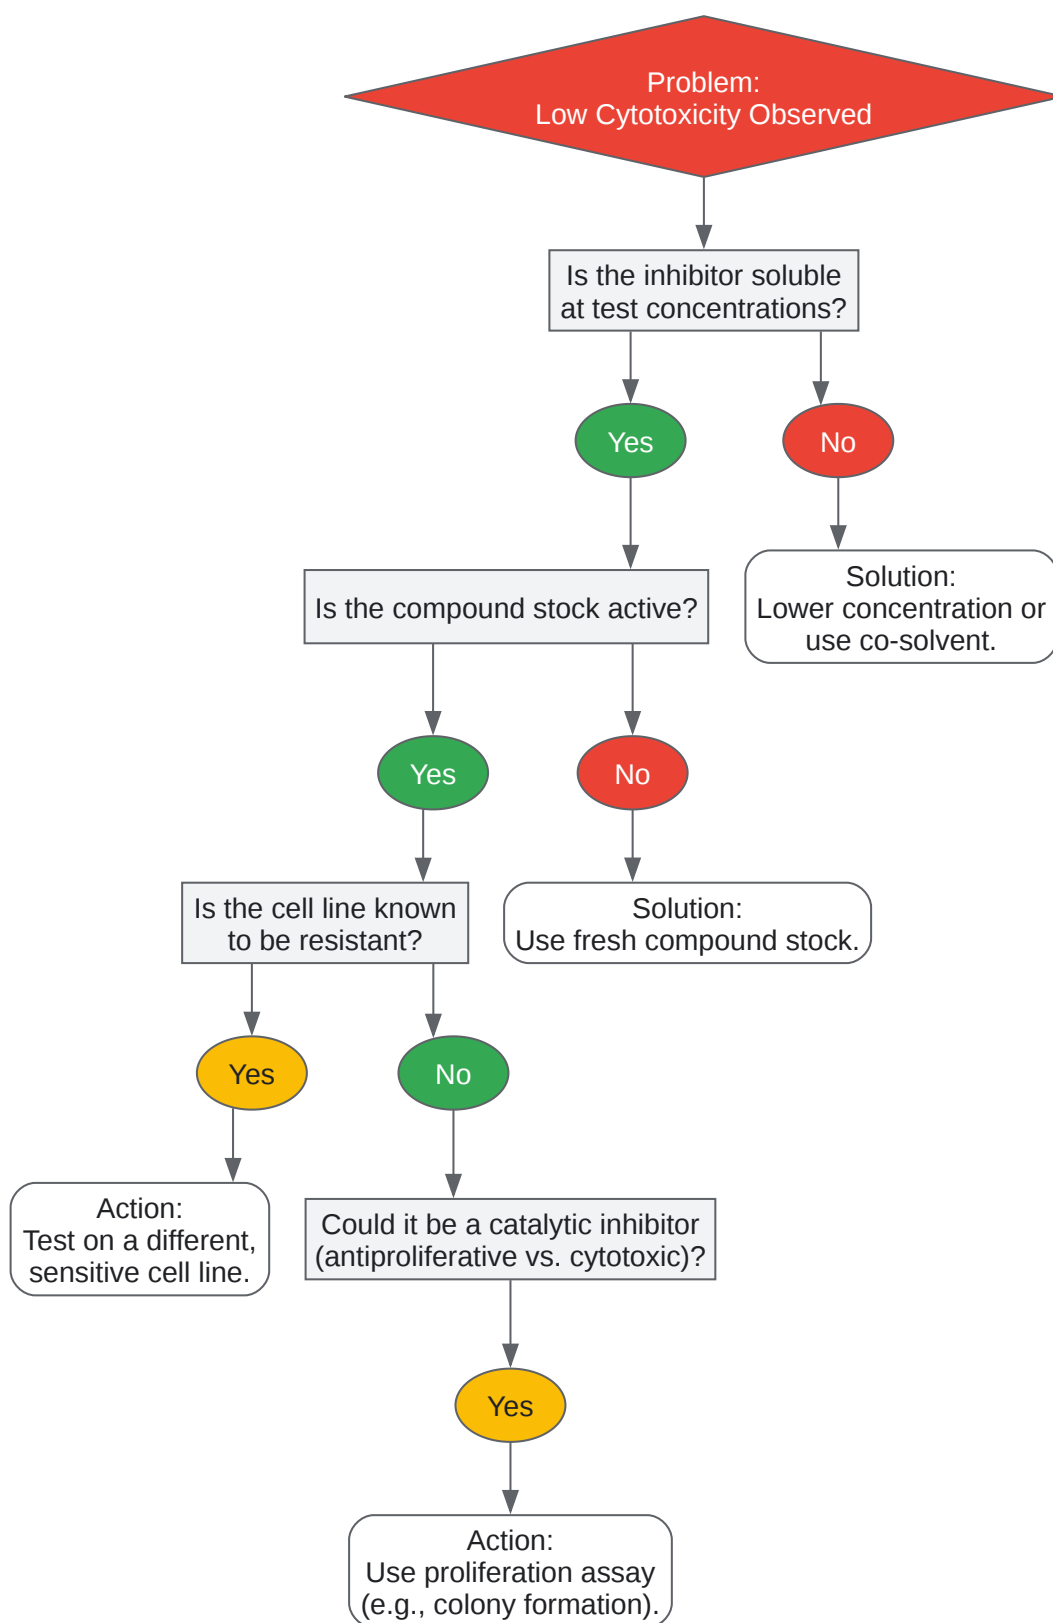 Problem:
Low Cytotoxicity Observed
Is the inhibitor soluble
at test concentrations?
Yes
No
Solution:
Lower concentration or
use co-solvent.
Is the compound stock active?
Yes
No
Solution:
Use fresh compound stock.
Is the cell line known
to be resistant?
Yes
No
Action:
Test on a different,
sensitive cell line.
Could it be a catalytic inhibitor
(antiproliferative vs. cytotoxic)?
Yes
Action:
Use proliferation assay
(e.g., colony formation).